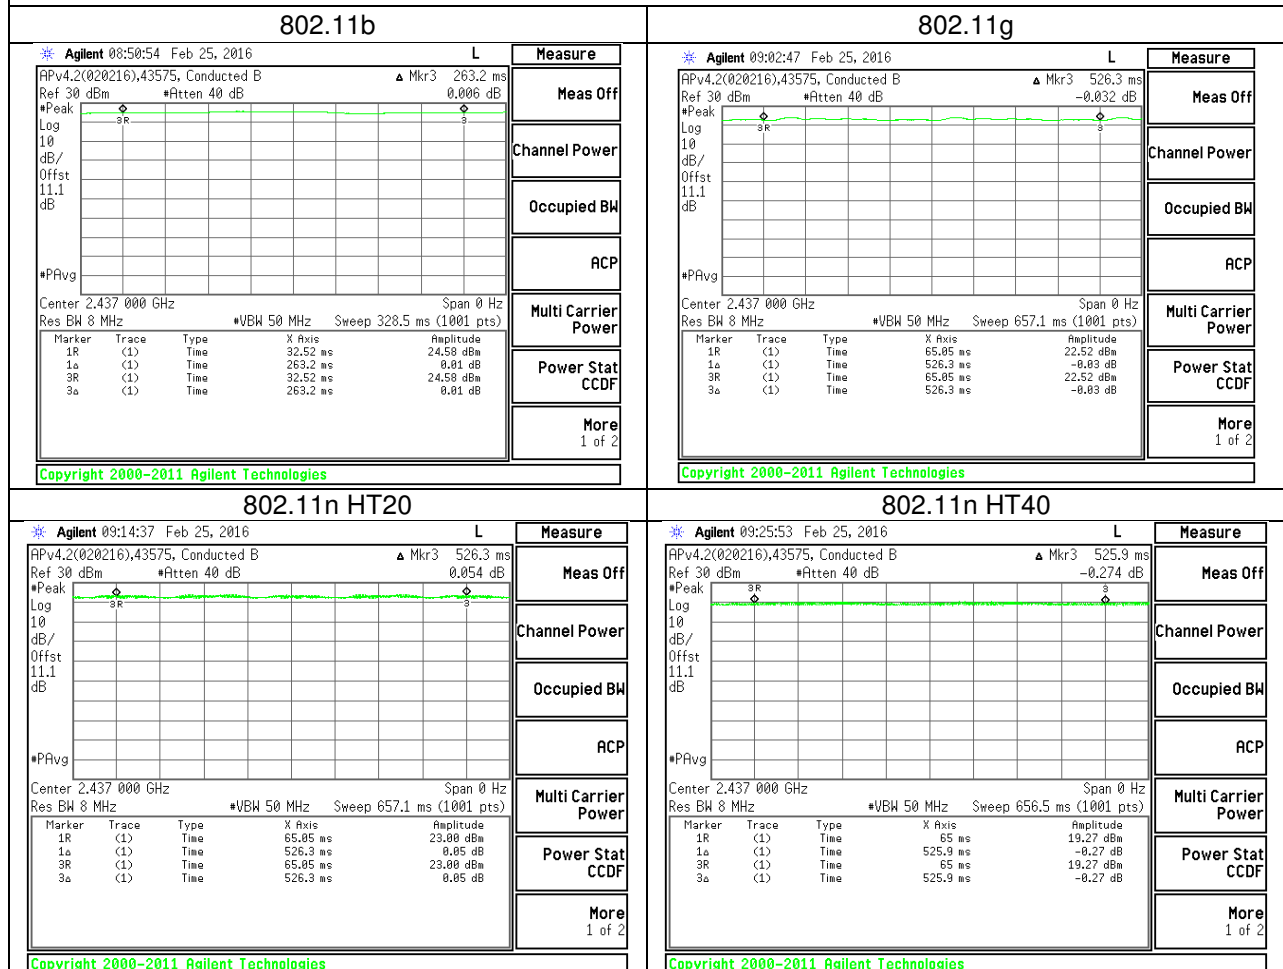 802.11b
Agilent 08:50:54 Feb 25, 2016 L
APv4.2(020216),43575, Conducted B ▵ Mkr3 263.2 ms
Ref 30 dBm #Atten 40 dB 0.006 dB
#Peak
Log
10
dB/
Offst
11.1
dB
#PAvg
3R
3
Center 2.437 000 GHz Span 0 Hz
Res BW 8 MHz #VBW 50 MHz Sweep 328.5 ms (1001 pts)
Marker Trace Type X Axis Amplitude
1R (1) Time 32.52 ms 24.58 dBm
1▵ (1) Time 263.2 ms 0.01 dB
3R (1) Time 32.52 ms 24.58 dBm
3▵ (1) Time 263.2 ms 0.01 dB
Copyright 2000-2011 Agilent Technologies
Measure
Meas Off
Channel Power
Occupied BW
ACP
Multi Carrier
Power
Power Stat
CCDF
More
1 of 2
802.11g
Agilent 09:02:47 Feb 25, 2016 L
APv4.2(020216),43575, Conducted B ▵ Mkr3 526.3 ms
Ref 30 dBm #Atten 40 dB -0.032 dB
#Peak
Log
10
dB/
Offst
11.1
dB
#PAvg
3R
3
Center 2.437 000 GHz Span 0 Hz
Res BW 8 MHz #VBW 50 MHz Sweep 657.1 ms (1001 pts)
Marker Trace Type X Axis Amplitude
1R (1) Time 65.05 ms 22.52 dBm
1▵ (1) Time 526.3 ms -0.03 dB
3R (1) Time 65.05 ms 22.52 dBm
3▵ (1) Time 526.3 ms -0.03 dB
Copyright 2000-2011 Agilent Technologies
Measure
Meas Off
Channel Power
Occupied BW
ACP
Multi Carrier
Power
Power Stat
CCDF
More
1 of 2
802.11n HT20
Agilent 09:14:37 Feb 25, 2016 L
APv4.2(020216),43575, Conducted B ▵ Mkr3 526.3 ms
Ref 30 dBm #Atten 40 dB 0.054 dB
#Peak
Log
10
dB/
Offst
11.1
dB
#PAvg
3R
3
Center 2.437 000 GHz Span 0 Hz
Res BW 8 MHz #VBW 50 MHz Sweep 657.1 ms (1001 pts)
Marker Trace Type X Axis Amplitude
1R (1) Time 65.05 ms 23.00 dBm
1▵ (1) Time 526.3 ms 0.05 dB
3R (1) Time 65.05 ms 23.00 dBm
3▵ (1) Time 526.3 ms 0.05 dB
Copyright 2000-2011 Agilent Technologies
Measure
Meas Off
Channel Power
Occupied BW
ACP
Multi Carrier
Power
Power Stat
CCDF
More
1 of 2
802.11n HT40
Agilent 09:25:53 Feb 25, 2016 L
APv4.2(020216),43575, Conducted B ▵ Mkr3 525.9 ms
Ref 30 dBm #Atten 40 dB -0.274 dB
#Peak
Log
10
dB/
Offst
11.1
dB
#PAvg
3R
3
Center 2.437 000 GHz Span 0 Hz
Res BW 8 MHz #VBW 50 MHz Sweep 656.5 ms (1001 pts)
Marker Trace Type X Axis Amplitude
1R (1) Time 65 ms 19.27 dBm
1▵ (1) Time 525.9 ms -0.27 dB
3R (1) Time 65 ms 19.27 dBm
3▵ (1) Time 525.9 ms -0.27 dB
Copyright 2000-2011 Agilent Technologies
Measure
Meas Off
Channel Power
Occupied BW
ACP
Multi Carrier
Power
Power Stat
CCDF
More
1 of 2